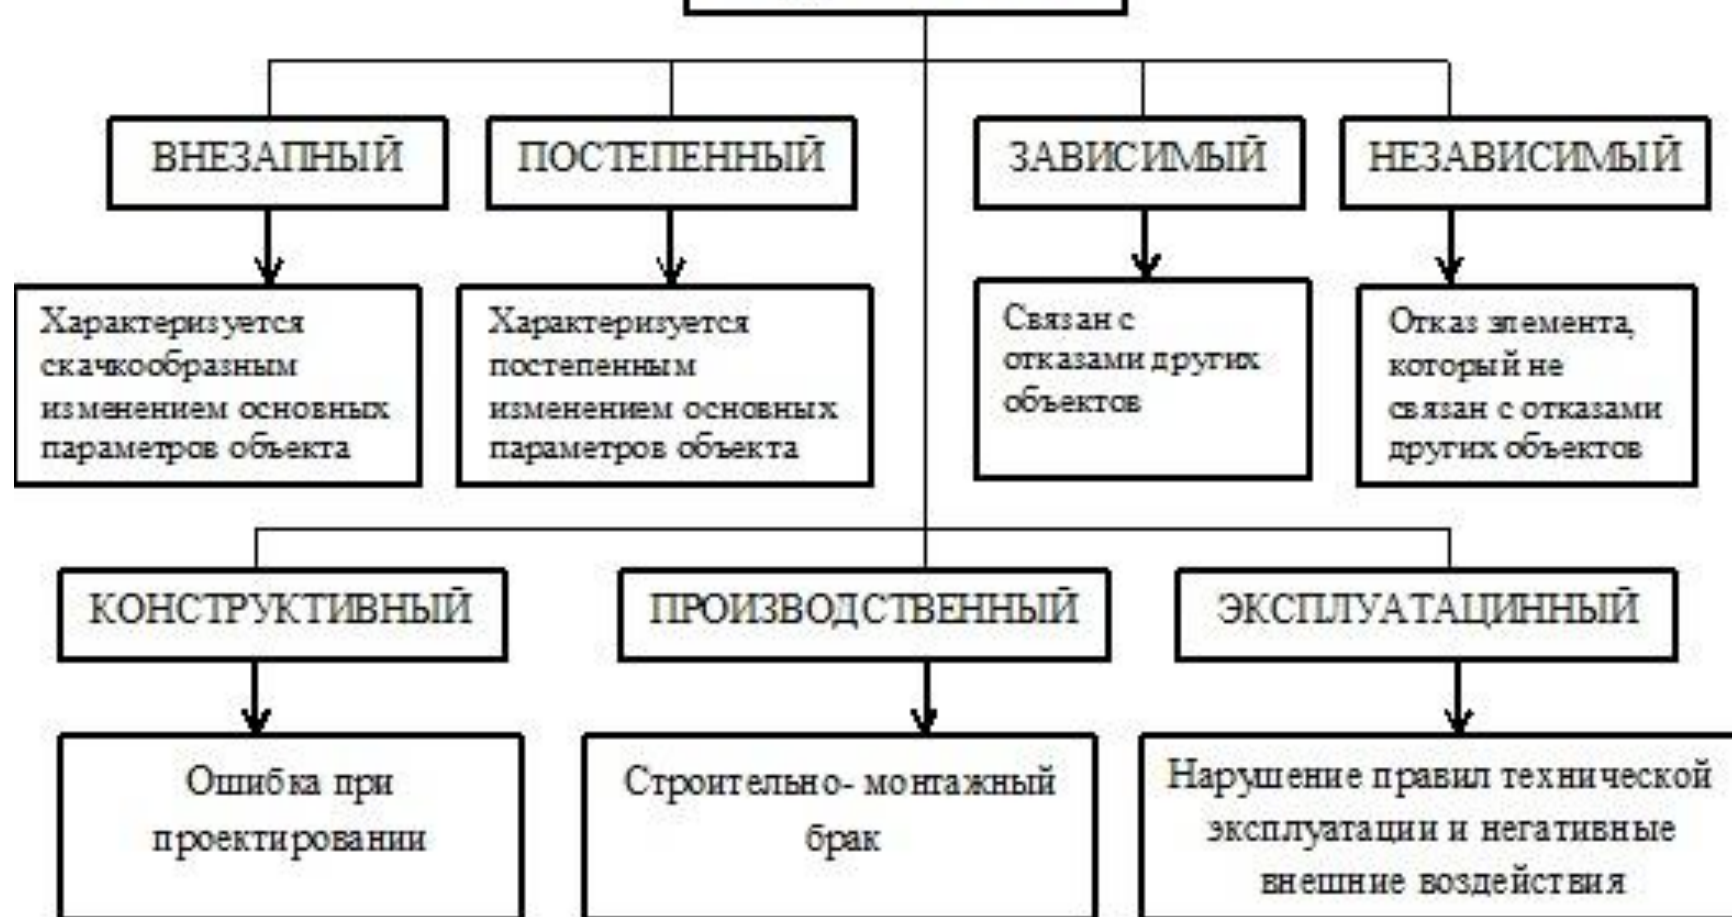 ВНЕЗАПНЫЙ
ПОСТЕПЕННЫЙ
ЗАВИСИМЫЙ
НЕЗАВИСИМЫЙ
Характеризуется
скачкообразным
изменением основных
параметров объекта
Характеризуется
постепенным
изменением основных
параметров объекта
Связан с
отказами других
объектов
Отказ элемента,
который не
связан с отказами
других объектов
КОНСТРУКТИВНЫЙ
ПРОИЗВОДСТВЕННЫЙ
ЭКСПЛУАТАЦИННЫЙ
Ошибка при
проектировании
Строительно- монтажный
брак
Нарушение правил технической
эксплуатации и негативные
внешние воздействия